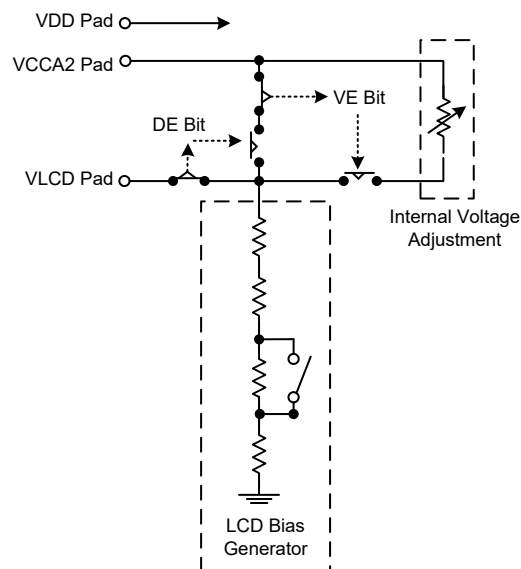 VDD Pad
VCCA2 Pad
VE Bit
DE Bit
VLCD Pad
Internal Voltage
Adjustment
LCD Bias
Generator